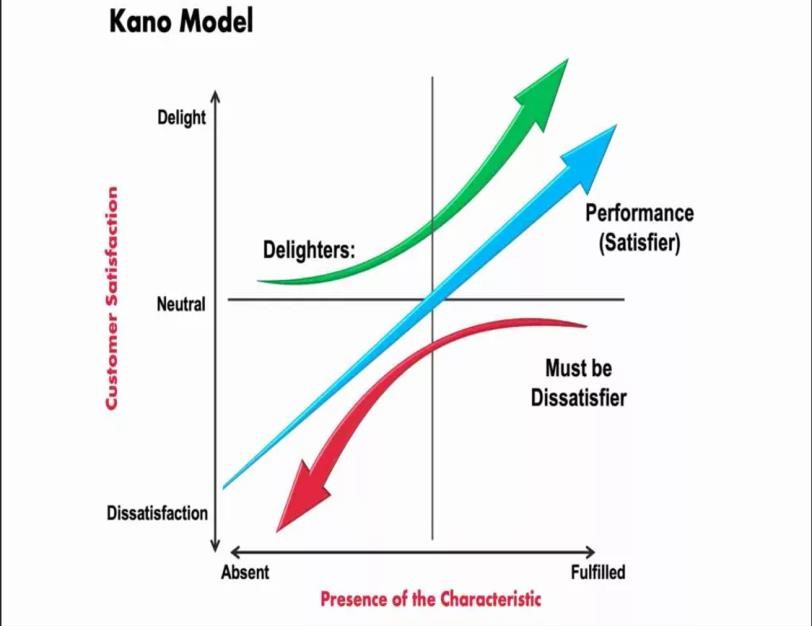 Kano Model
Delight
Delighters:
Performance
(Satisfier)
Customer Satisfaction
Neutral
Must be
Dissatisfier
Dissatisfaction
Absent
Fulfilled
Presence of the Characteristic